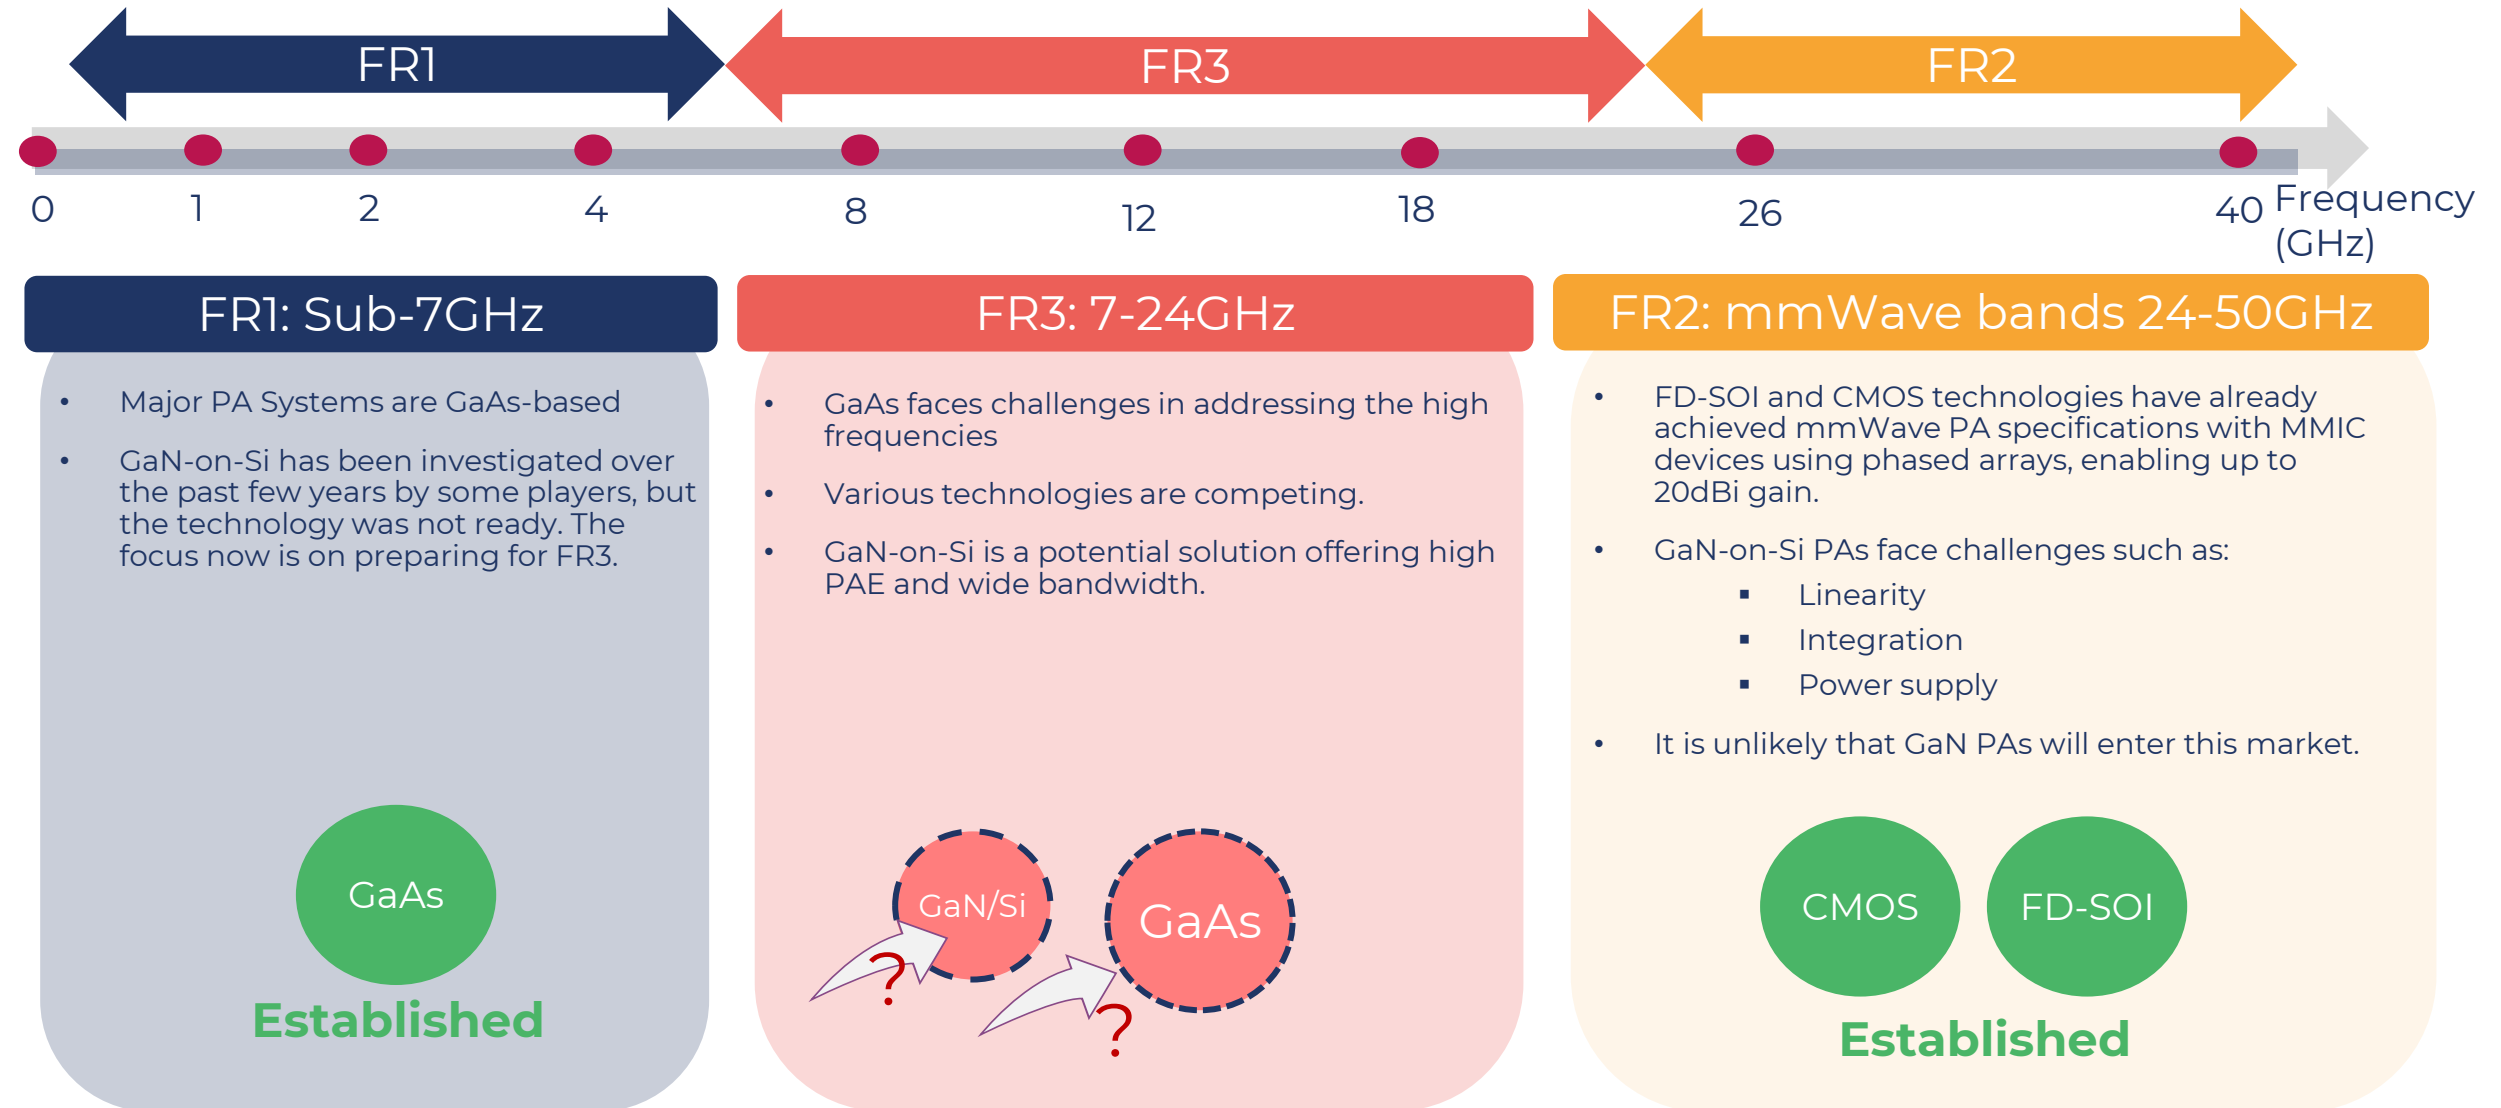 FR1
FR3
FR2
0
1
2
4
8
12
18
26
40
Frequency
(GHz)
FR1: Sub-7GHz
• Major PA Systems are GaAs-based
• GaN-on-Si has been investigated over
the past few years by some players, but
the technology was not ready. The
focus now is on preparing for FR3.
GaAs
Established
FR3: 7-24GHz
• GaAs faces challenges in addressing the high
frequencies
• Various technologies are competing.
• GaN-on-Si is a potential solution offering high
PAE and wide bandwidth.
GaN/Si
?
GaAs
?
FR2: mmWave bands 24-50GHz
• FD-SOI and CMOS technologies have already
achieved mmWave PA specifications with MMIC
devices using phased arrays, enabling up to
20dBi gain.
• GaN-on-Si PAs face challenges such as:
▪ Linearity
▪ Integration
▪ Power supply
• It is unlikely that GaN PAs will enter this market.
CMOS
FD-SOI
Established